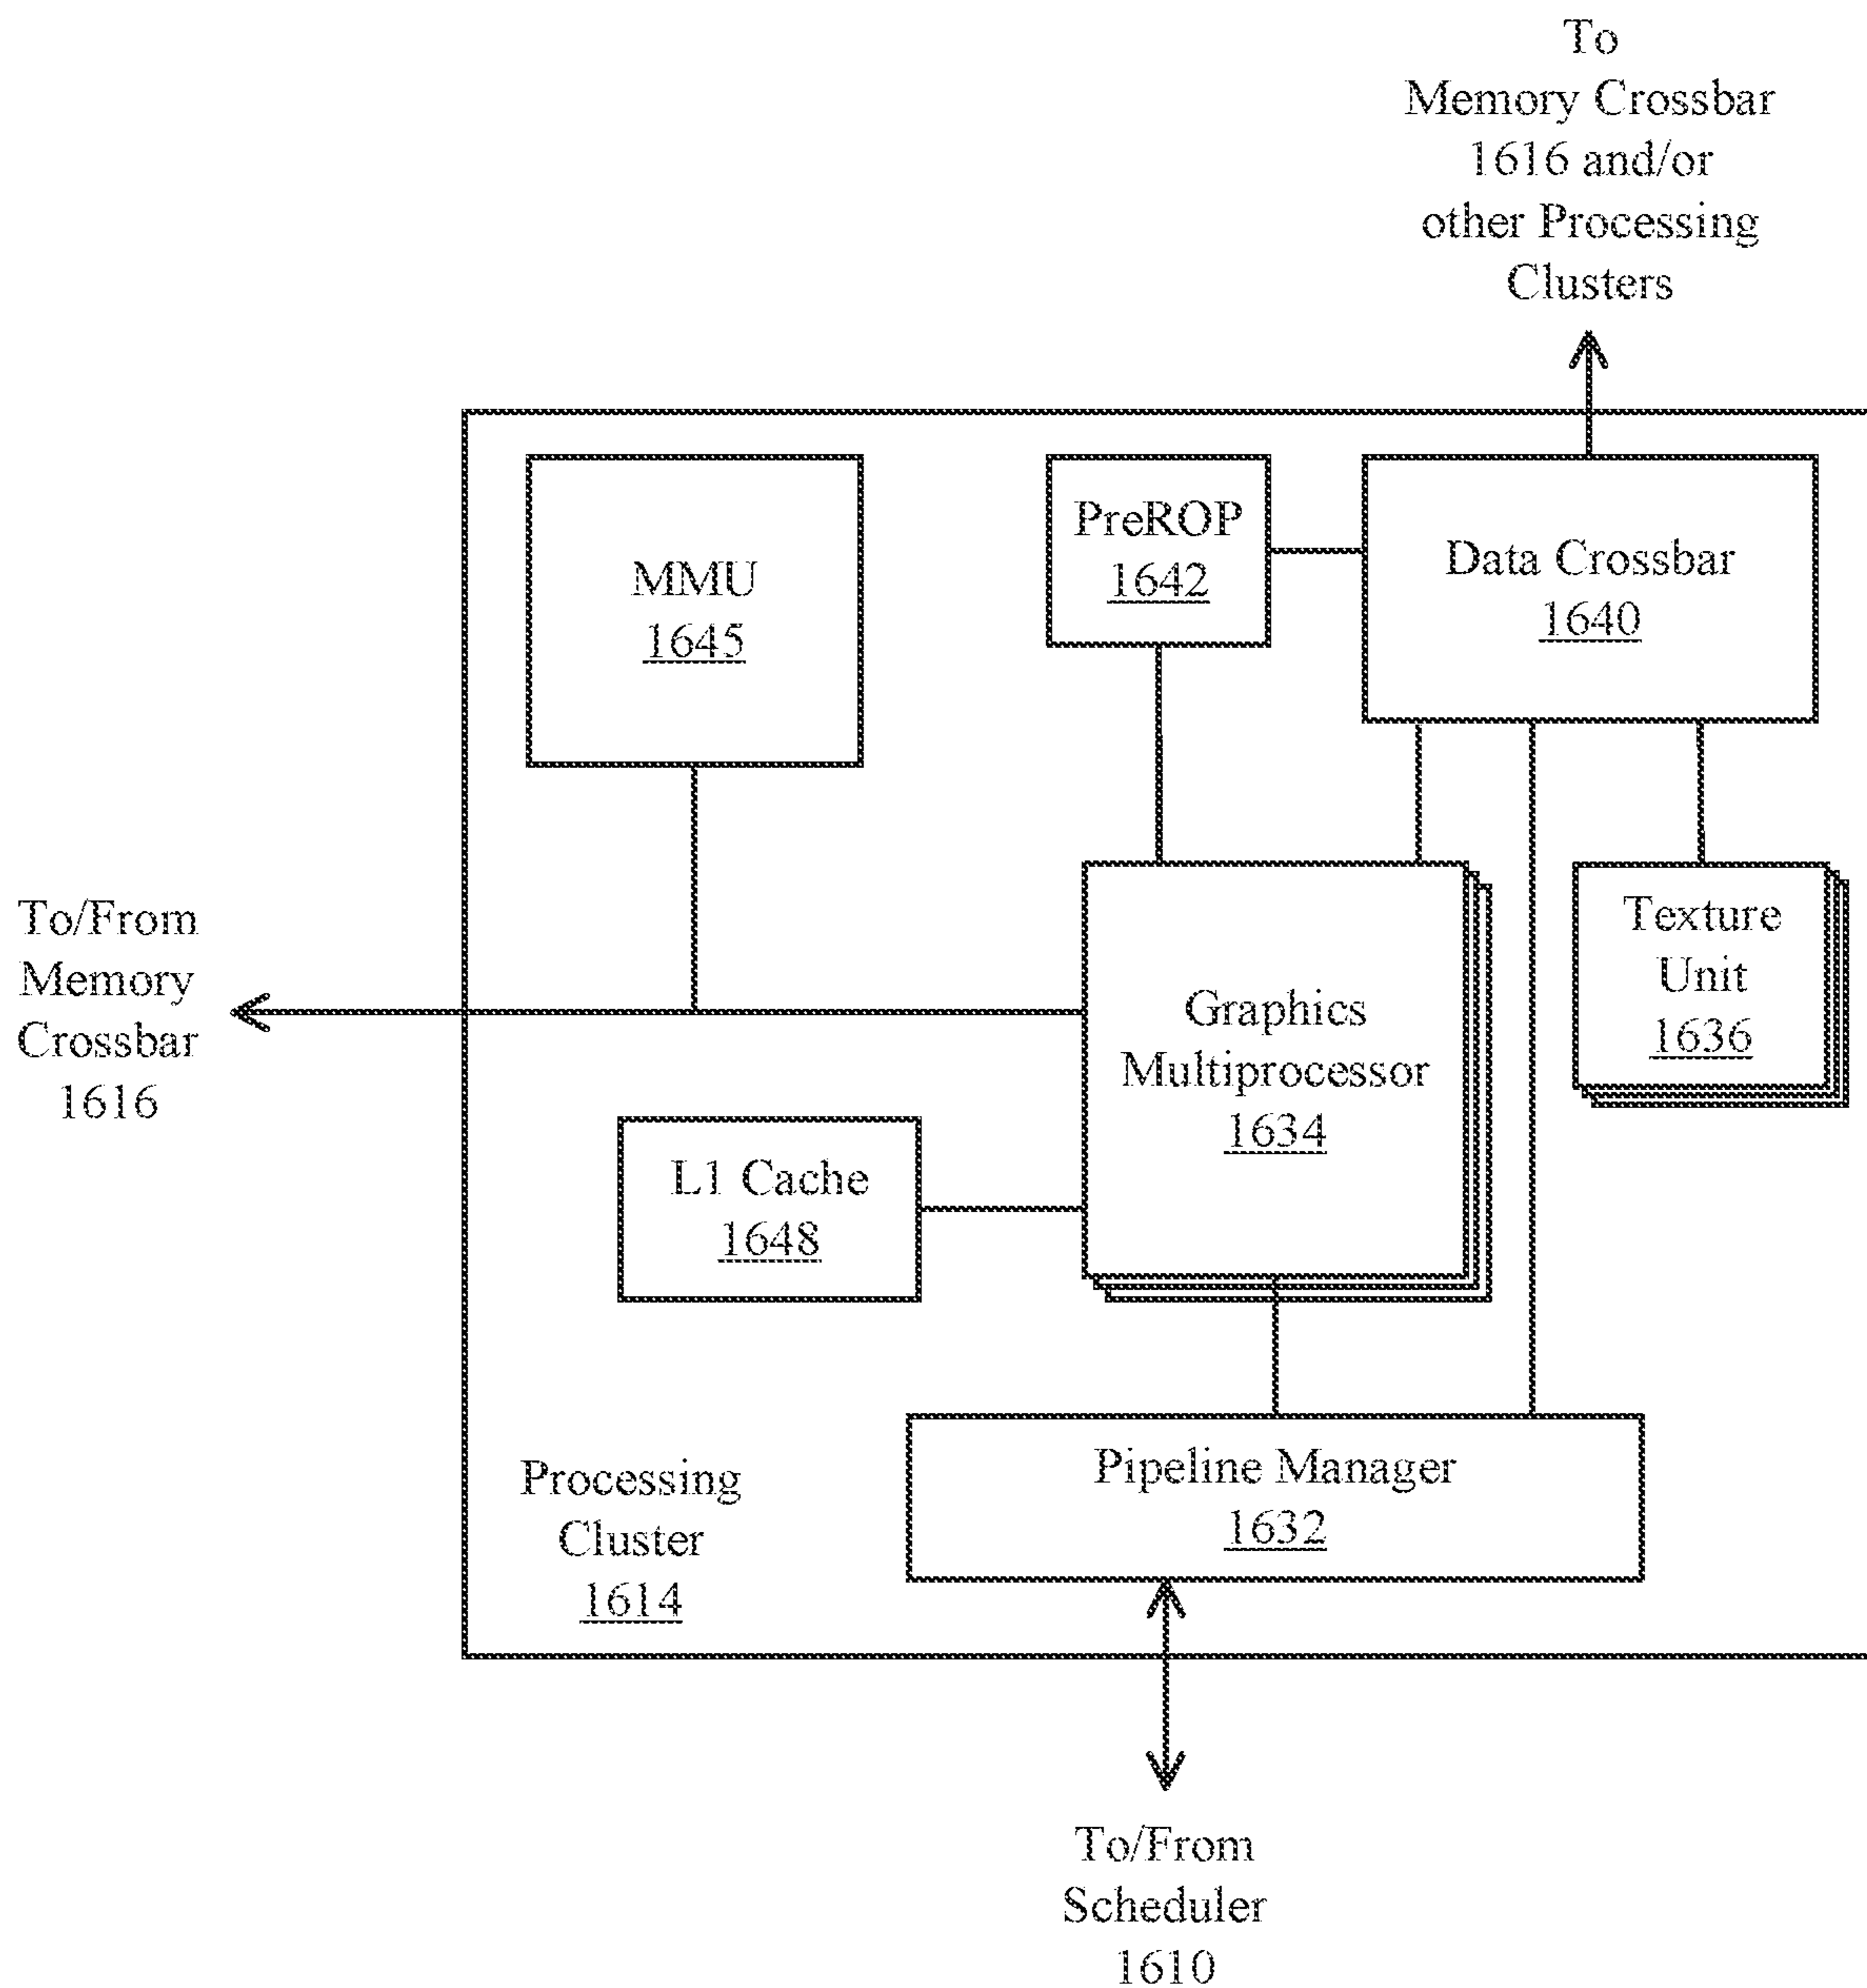 To
Memory Crossbar
1616 and/or
other Processing
Clusters
MMU
1645
PreROP
1642
Data Crossbar
1640
To/From
Memory
Crossbar
1616
Graphics
Multiprocessor
1634
Texture
Unit
1636
L1 Cache
1648
Processing
Cluster
1614
Pipeline Manager
1632
To/From
Scheduler
1610